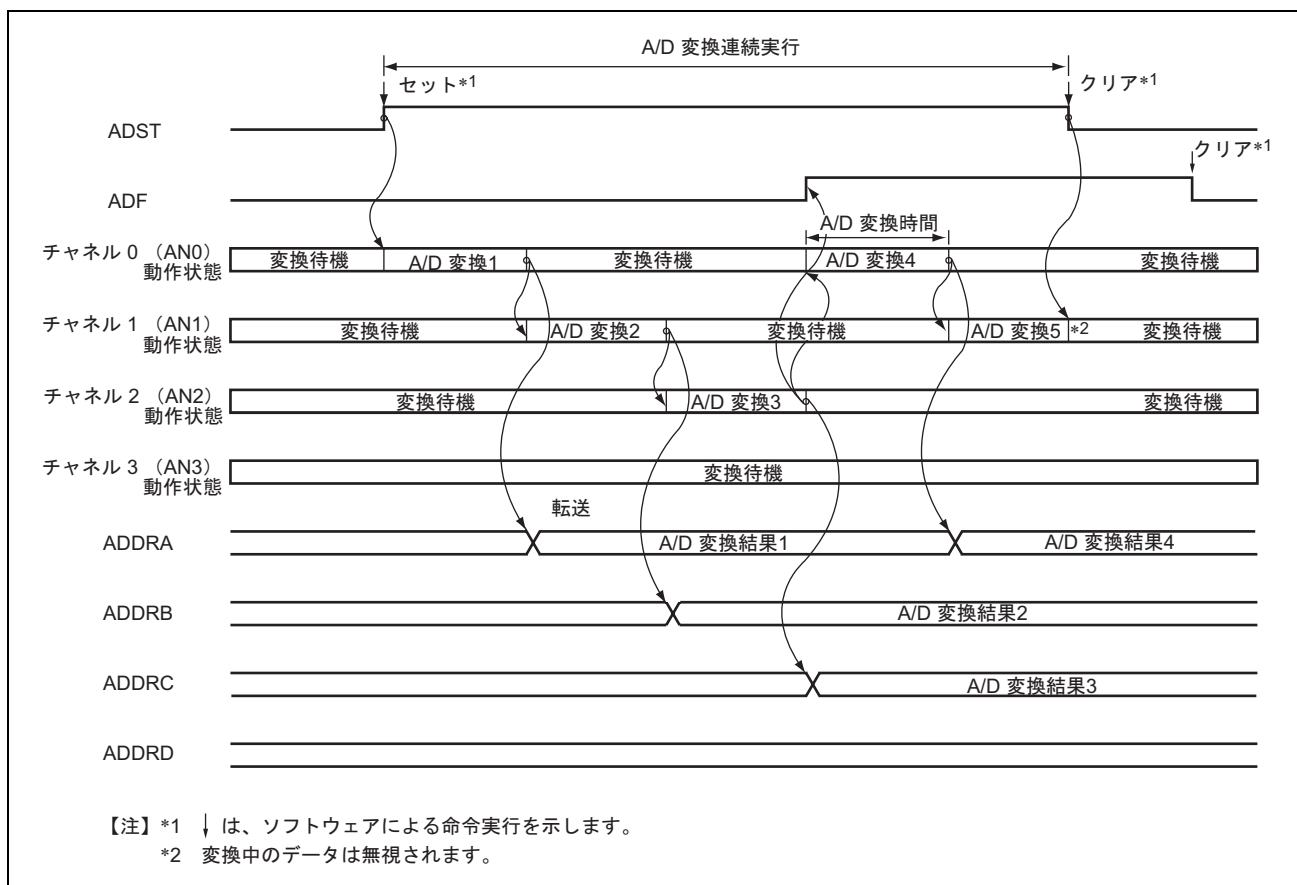 A/D 変換連続実行
セット*1
クリア*1
ADST
クリア*1
ADF
A/D 変換時間
チャネル 0 （AN0）
動作状態
変換待機
A/D 変換1
変換待機
A/D 変換4
変換待機
チャネル 1 （AN1）
動作状態
変換待機
A/D 変換2
変換待機
A/D 変換5
*2
変換待機
チャネル 2 （AN2）
動作状態
変換待機
A/D 変換3
変換待機
チャネル 3 （AN3）
動作状態
変換待機
転送
ADDRA
A/D 変換結果1
A/D 変換結果4
ADDRB
A/D 変換結果2
ADDRC
A/D 変換結果3
ADDRD
【注】*1 ↓ は、ソフトウェアによる命令実行を示します。
*2 変換中のデータは無視されます。